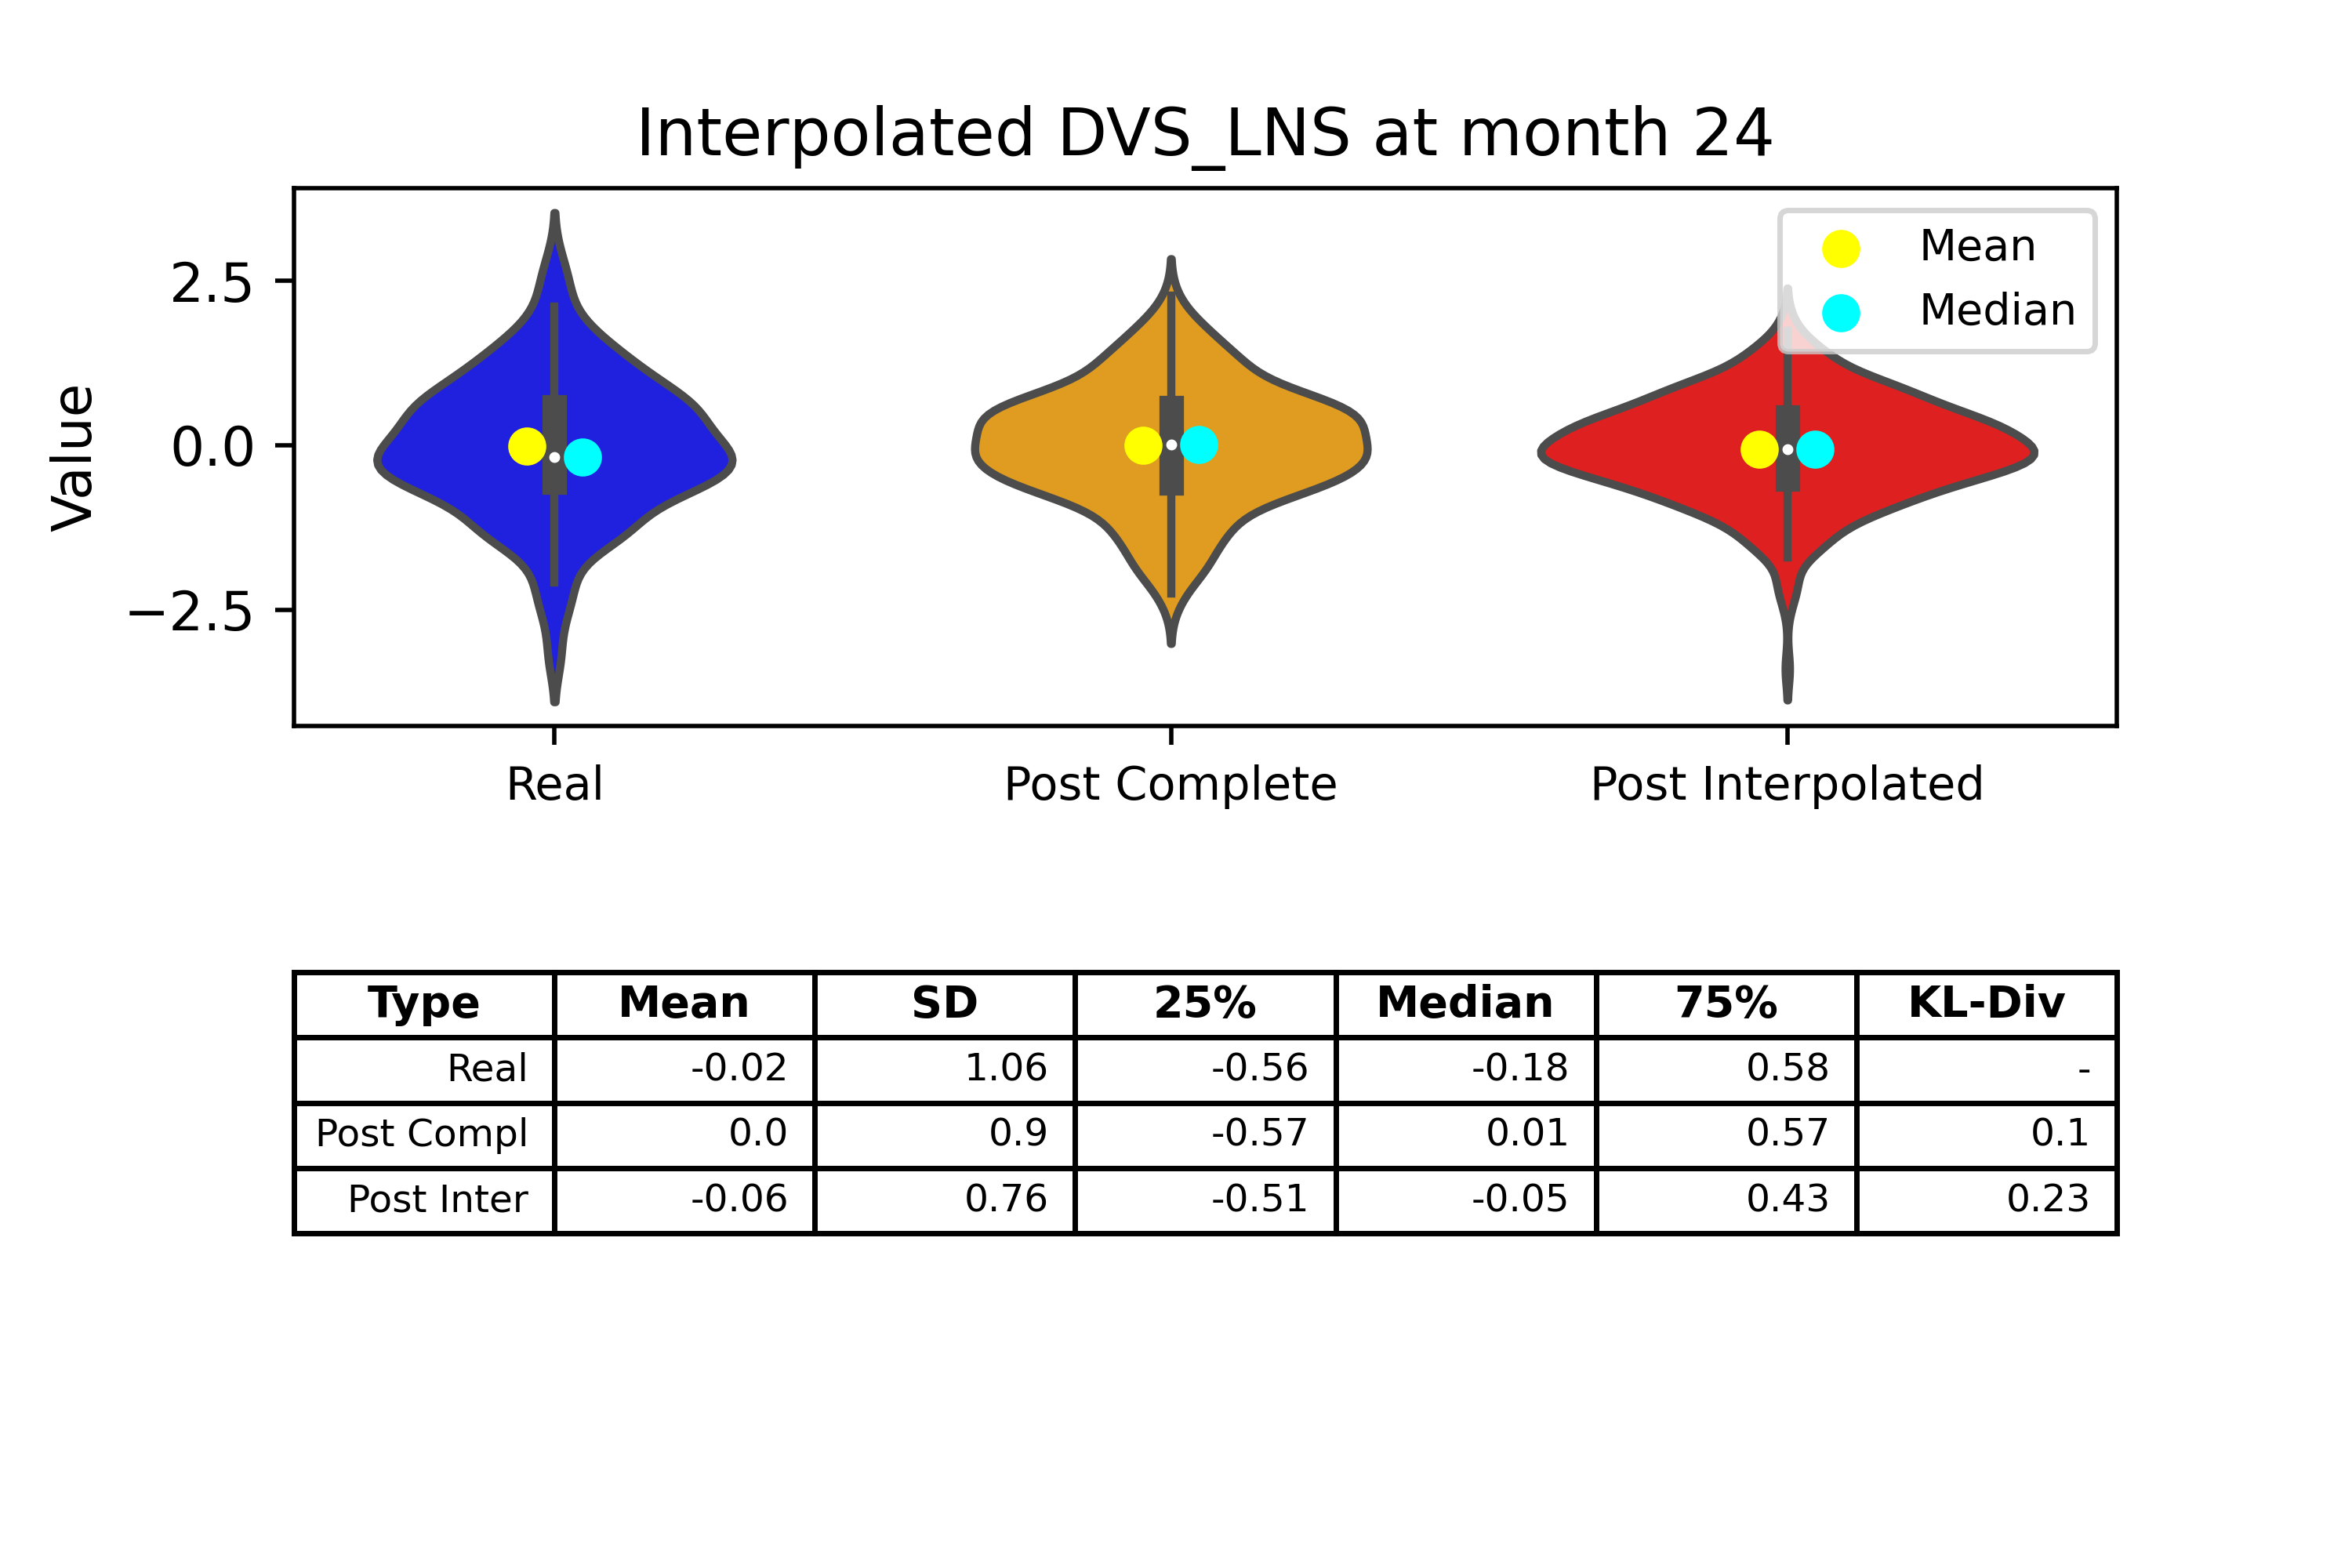 Interpolated DVS_LNS at month 24
Mean
Median
Value
2.5
0.0
−2.5
Real Post Complete Post Interpolated
Type Mean SD 25% Median 75% KL-Div
Real -0.02 1.06 -0.56 -0.18 0.58 -
Post Compl 0.0 0.9 -0.57 0.01 0.57 0.1
Post Inter -0.06 0.76 -0.51 -0.05 0.43 0.23